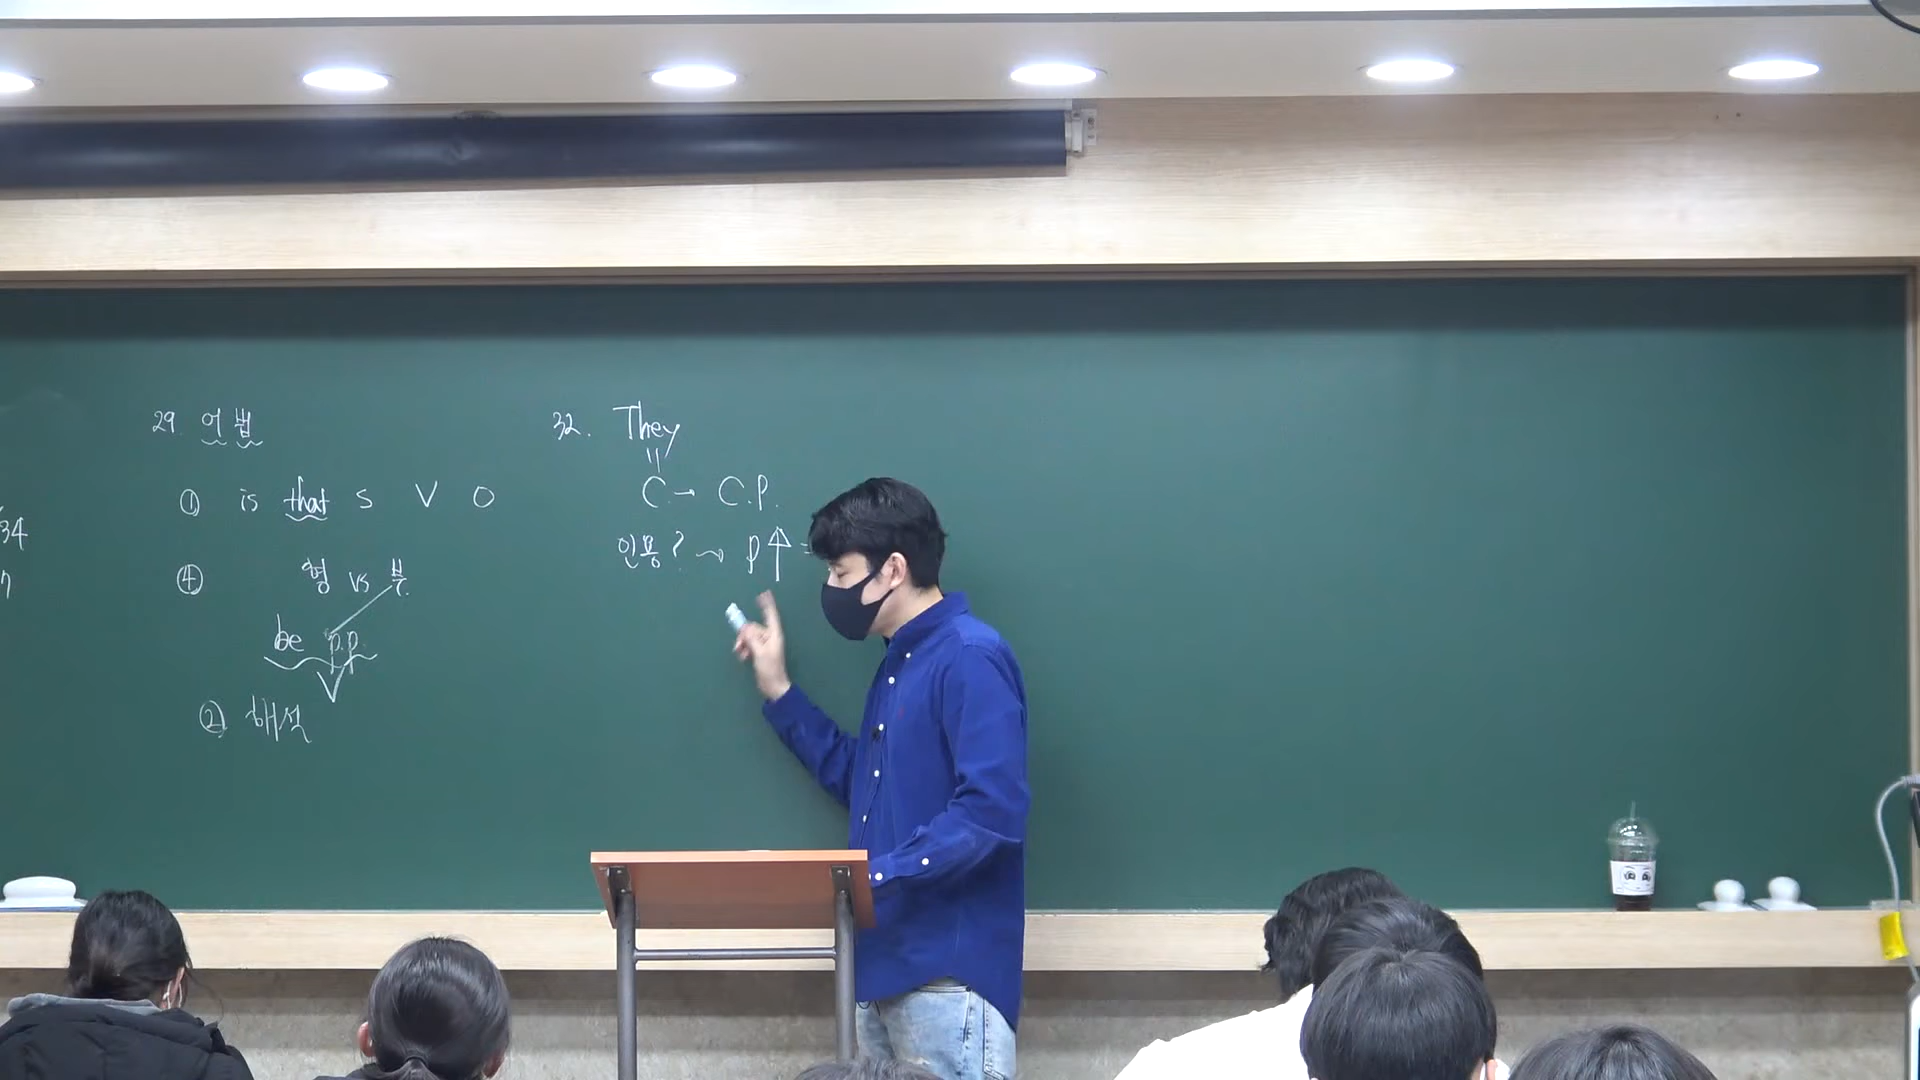 34
7
29. 어법
① is that S V O
④ 형 vs 부.
be p.p.
V
② 해석
32. They
"
C → C.P.
인용? → P↑ =